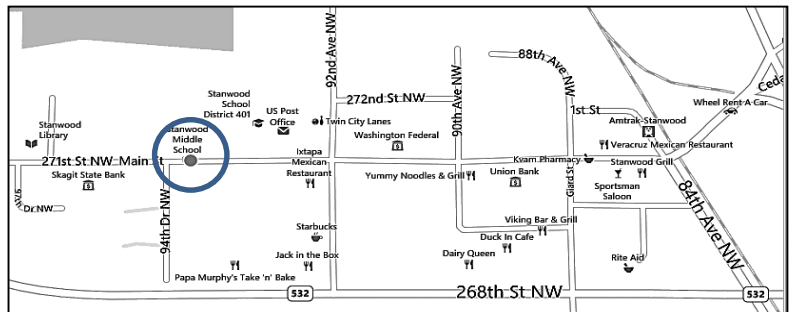 92nd Ave NW
88th Ave NW
90th Ave NW
272nd St NW
1st St
Wheel Rent A Car
Stanwood
School
District 401
US Post
Office
Twin City Lanes
Washington Federal
Amtrak-Stanwood
Stanwood
Library
Stanwood
Middle
School
Veracruz Mexican Restaurant
271st St NW
Main St
Ixtapa
Mexican
Restaurant
Kvarn Pharmacy
Stanwood Grill
Skagit State Bank
Yummy Noodles & Grill
Union Bank
Giard St
Sportsman
Saloon
84th Ave NW
97th Dr NW
94th Dr NW
Starbucks
Viking Bar & Grill
Duck In Cafe
Jack in the Box
Dairy Queen
Rite Aid
Papa Murphy's Take 'n' Bake
532
268th St NW
532